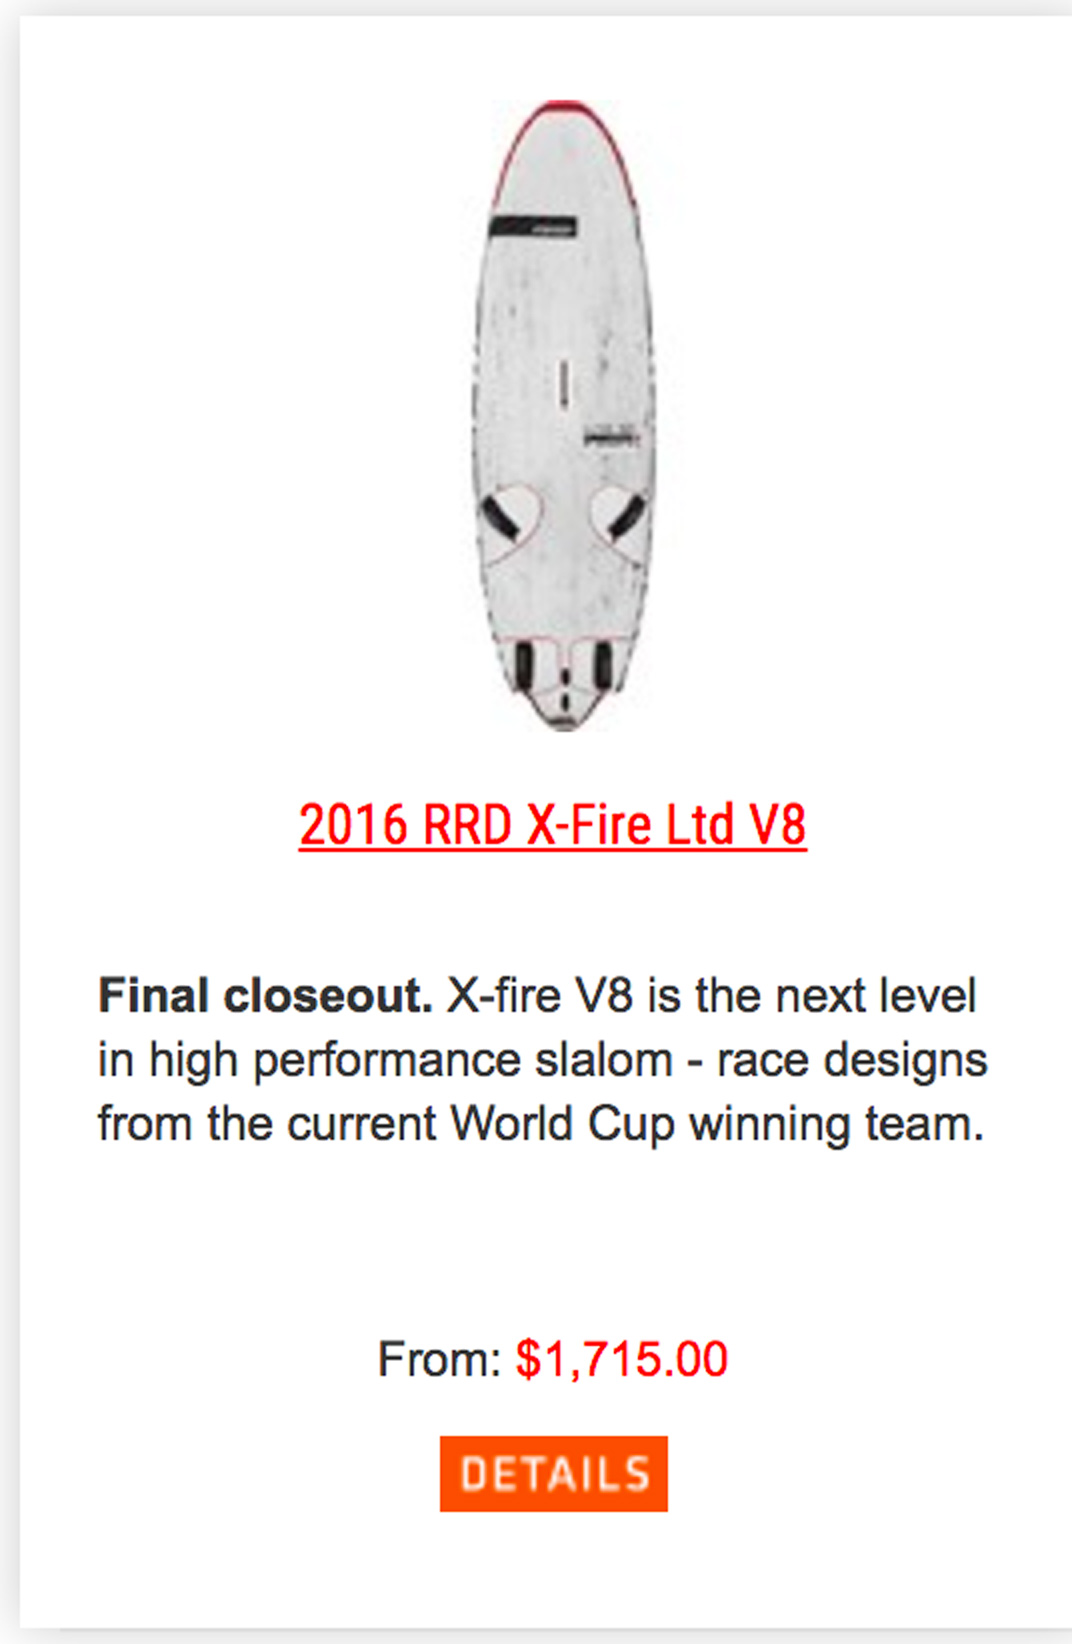 2016 RRD X-Fire Ltd V8
Final closeout. X-fire V8 is the next level
in high performance slalom - race designs
from the current World Cup winning team.
From: $1,715.00
DETAILS